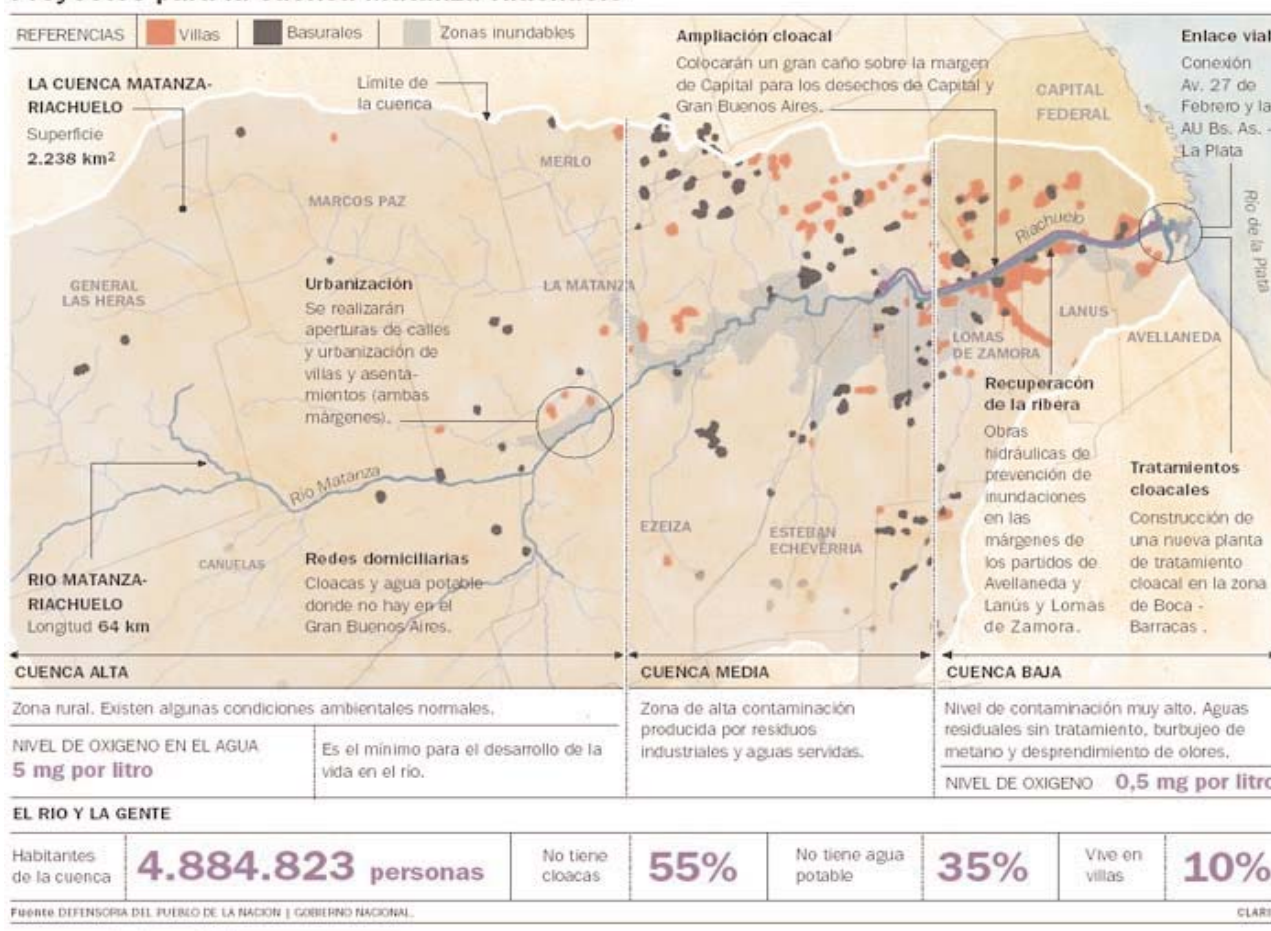 REFERENCIAS
Villas
Basurales
Zonas inundables
LA CUENCA MATANZA-
RIACHUELO
Superficie
2.238 km²
Límite de
la cuenca
Ampliación cloacal
Colocarán un gran caño sobre la margen
de Capital para los desechos de Capital y
Gran Buenos Aires.
CAPITAL
FEDERAL
Enlace vial
Conexión
Av. 27 de
Febrero y la
AU Bs. As. -
La Plata
Río de la Plata
MERLO
MARCOS PAZ
GENERAL
LAS HERAS
LA MATANZA
Riachuelo
Urbanización
Se realizarán
aperturas de calles
y urbanización de
villas y asenta-
mientos (ambas
márgenes).
LANUS
LOMAS
DE ZAMORA
AVELLANEDA
Recuperacón
de la ribera
Obras
hidráulicas de
prevención de
inundaciones
en las
márgenes de
los partidos de
Avellaneda y
Lanús y Lomas
de Zamora.
Tratamientos
cloacales
Construcción de
una nueva planta
de tratamiento
cloacal en la zona
de Boca -
Barracas .
Río Matanza
EZEIZA
ESTEBAN
ECHEVERRIA
CAÑUELAS
Redes domiciliarias
Cloacas y agua potable
donde no hay en el
Gran Buenos Aires.
RIO MATANZA-
RIACHUELO
Longitud 64 km
CUENCA ALTA
CUENCA MEDIA
CUENCA BAJA
Zona rural. Existen algunas condiciones ambientales normales.
NIVEL DE OXIGENO EN EL AGUA
5 mg por litro
Es el mínimo para el desarrollo de la
vida en el río.
Zona de alta contaminación
producida por residuos
industriales y aguas servidas.
Nivel de contaminación muy alto. Aguas
residuales sin tratamiento, burbujeo de
metano y desprendimiento de olores.
NIVEL DE OXIGENO 0,5 mg por litro
EL RIO Y LA GENTE
Habitantes
de la cuenca
4.884.823 personas
No tiene
cloacas
55%
No tiene agua
potable
35%
Vive en
villas
10%
Fuente DEFENSORIA DEL PUEBLO DE LA NACION | GOBIERNO NACIONAL.
CLARI